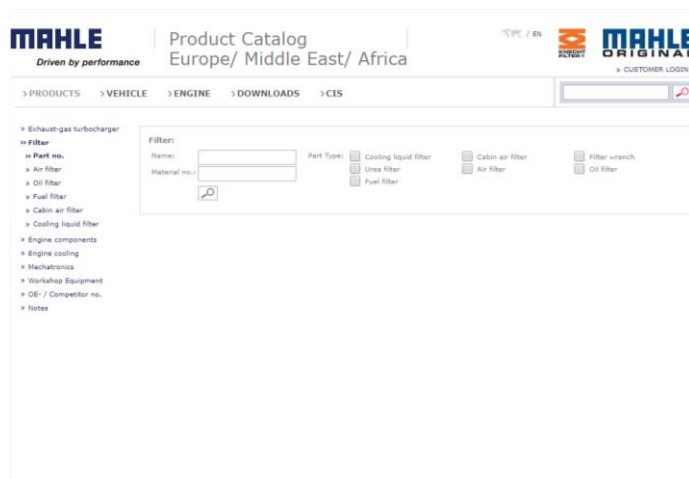 MAHLE
Driven by performance
Product Catalog
Europe/ Middle East/ Africa
/ EN
KNECHT
FILTER
MAHLE
ORIGINAL
» CUSTOMER LOGIN
>PRODUCTS >VEHICLE >ENGINE >DOWNLOADS >CIS
» Exhaust-gas turbocharger
» Filter
» Part no.
» Air filter
» Oil filter
» Fuel filter
» Cabin air filter
» Cooling liquid filter
» Engine components
» Engine cooling
» Mechatronics
» Workshop Equipment
» OE- / Competitor no.
» Notes
Filter:
Name:
Material no.:
Part Type:
Cooling liquid filter
Cabin air filter
Filter wrench
Urea filter
Air filter
Oil filter
Fuel filter